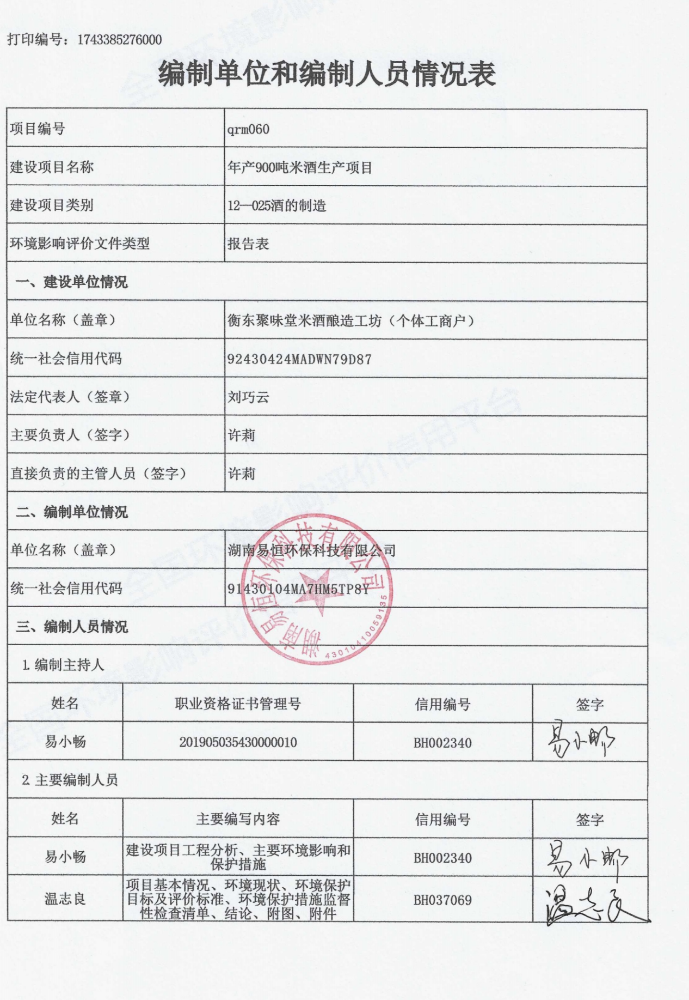 打印编号：1743385276000
编制单位和编制人员情况表
项目编号 qrm060
建设项目名称 年产900吨米酒生产项目
建设项目类别 12—025酒的制造
环境影响评价文件类型 报告表
一、建设单位情况
单位名称（盖章） 衡东聚味堂米酒酿造工坊（个体工商户）
统一社会信用代码 92430424MADWN79D87
法定代表人（签章） 刘巧云
主要负责人（签字） 许莉
直接负责的主管人员（签字） 许莉
二、编制单位情况
单位名称（盖章） 湖南易恒环保科技有限公司
统一社会信用代码 91430104MA7HM5TP8Y
湖南易恒环保科技有限公司
43010410059135
三、编制人员情况
1.编制主持人
姓名 职业资格证书管理号 信用编号 签字
易小畅 201905035430000010 BH002340 易小畅
2.主要编制人员
姓名 主要编写内容 信用编号 签字
易小畅 建设项目工程分析、主要环境影响和 BH002340 易小畅
保护措施
项目基本情况、环境现状、环境保护
温志良 目标及评价标准、环境保护措施监督 BH037069 温志良
性检查清单、结论、附图、附件
全国环境影响评价信用平台